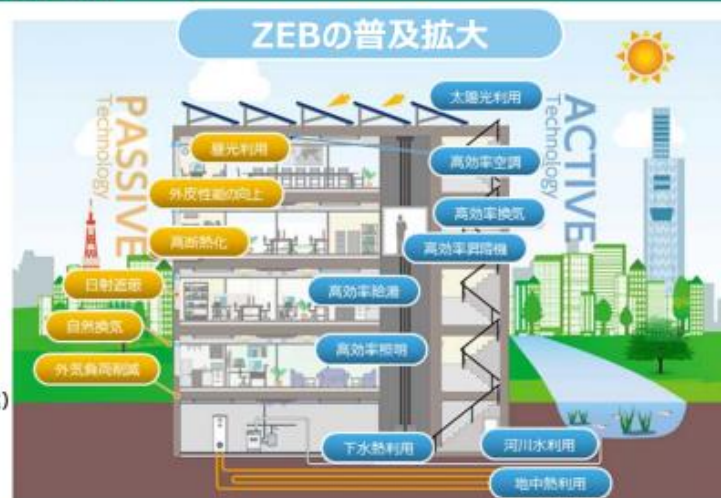 ZEBの普及拡大
PASSIVE
Technology
ACTIVE
Technology
太陽光利用
昼光利用
高効率空調
外皮性能の向上
高効率換気
高断熱化
高効率昇降機
日射遮蔽
高効率給湯
自然換気
高効率照明
外気負荷削減
)
下水熱利用
河川水利用
地中熱利用